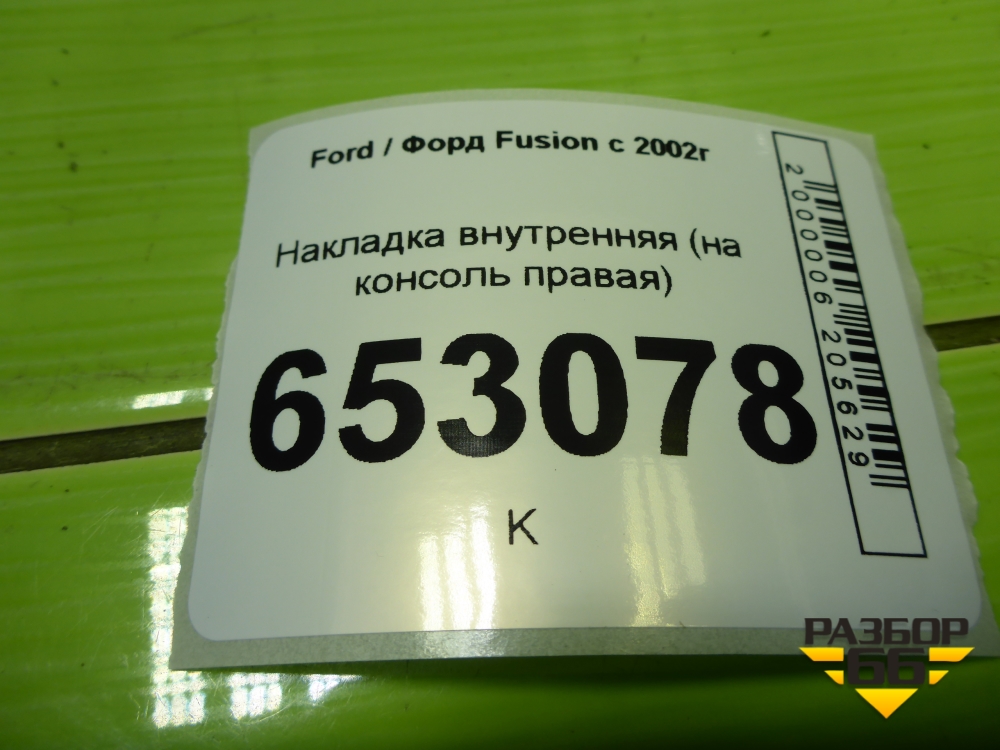 Ford / Форд Fusion с 2002г
Накладка внутренняя (на
консоль правая)
653078
К
2000006205629
РАЗБОР
66